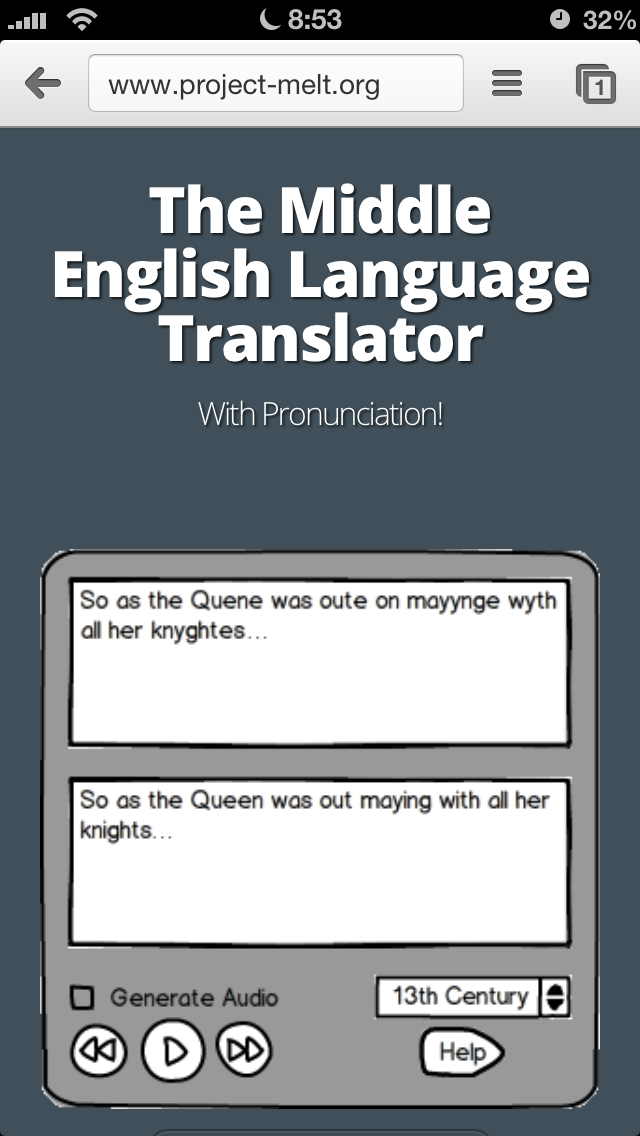 8:53
32%
www.project-melt.org
1
The Middle
English Language
Translator
With Pronunciation!
So as the Quene was oute on mayynge wyth
all her knyghtes...
So as the Queen was out maying with all her
knights...
Generate Audio
13th Century
Help